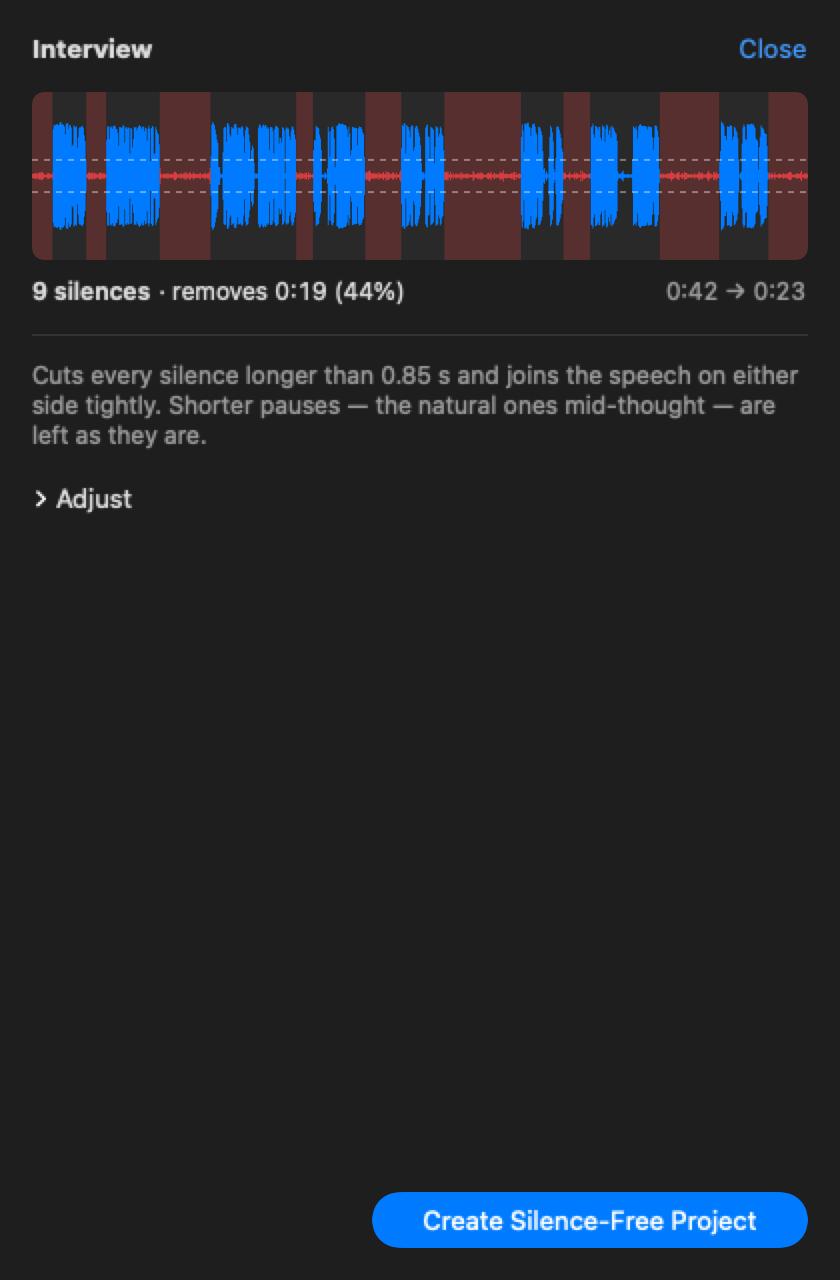 Interview
Close
9 silences · removes 0:19 (44%)
0:42 → 0:23
Cuts every silence longer than 0.85 s and joins the speech on either
side tightly. Shorter pauses — the natural ones mid-thought — are
left as they are.
Adjust
Create Silence-Free Project